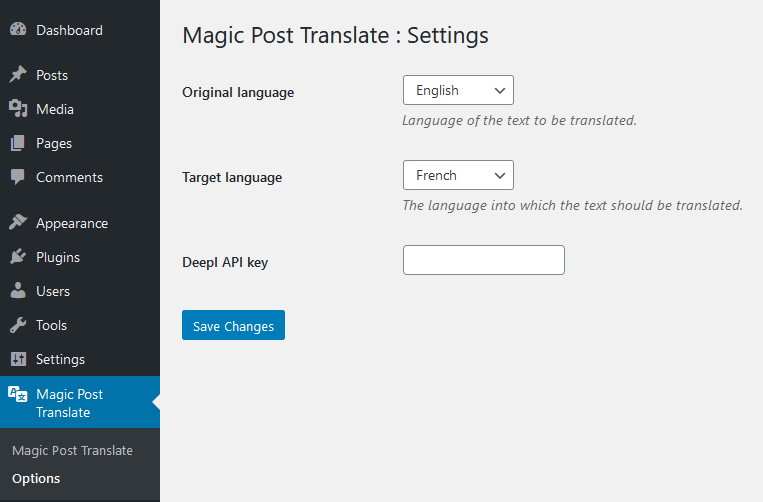 Dashboard
Posts
Media
Pages
Comments
Appearance
Plugins
Users
Tools
Settings
Magic Post
Translate
Magic Post Translate
Options
Magic Post Translate : Settings
Original language
English
Language of the text to be translated.
Target language
French
The language into which the text should be translated.
Deepl API key
Save Changes